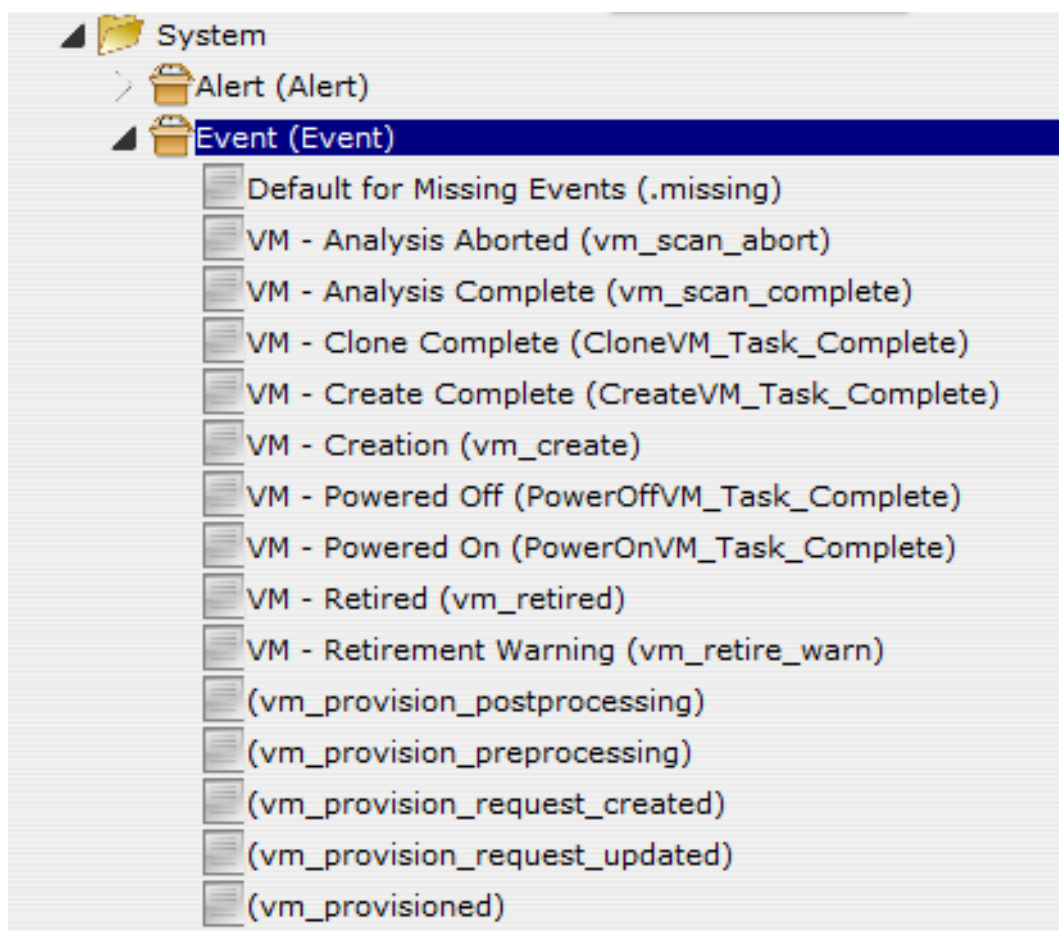 System
Alert (Alert)
Event (Event)
Default for Missing Events (.missing)
VM - Analysis Aborted (vm_scan_abort)
VM - Analysis Complete (vm_scan_complete)
VM - Clone Complete (CloneVM_Task_Complete)
VM - Create Complete (CreateVM_Task_Complete)
VM - Creation (vm_create)
VM - Powered Off (PowerOffVM_Task_Complete)
VM - Powered On (PowerOnVM_Task_Complete)
VM - Retired (vm_retired)
VM - Retirement Warning (vm_retire_warn)
(vm_provision_postprocessing)
(vm_provision_preprocessing)
(vm_provision_request_created)
(vm_provision_request_updated)
(vm_provisioned)